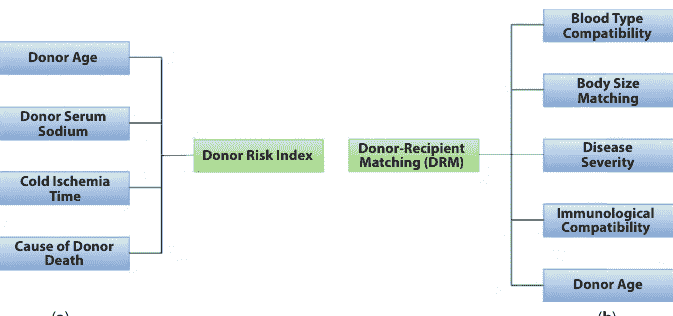 Donor Age
Donor Serum
Sodium
Cold Ischemia
Time
Cause of Donor
Death
Donor Risk Index
Donor-Recipient
Matching (DRM)
Blood Type
Compatibility
Body Size
Matching
Disease
Severity
Immunological
Compatibility
Donor Age
(a)
(b)